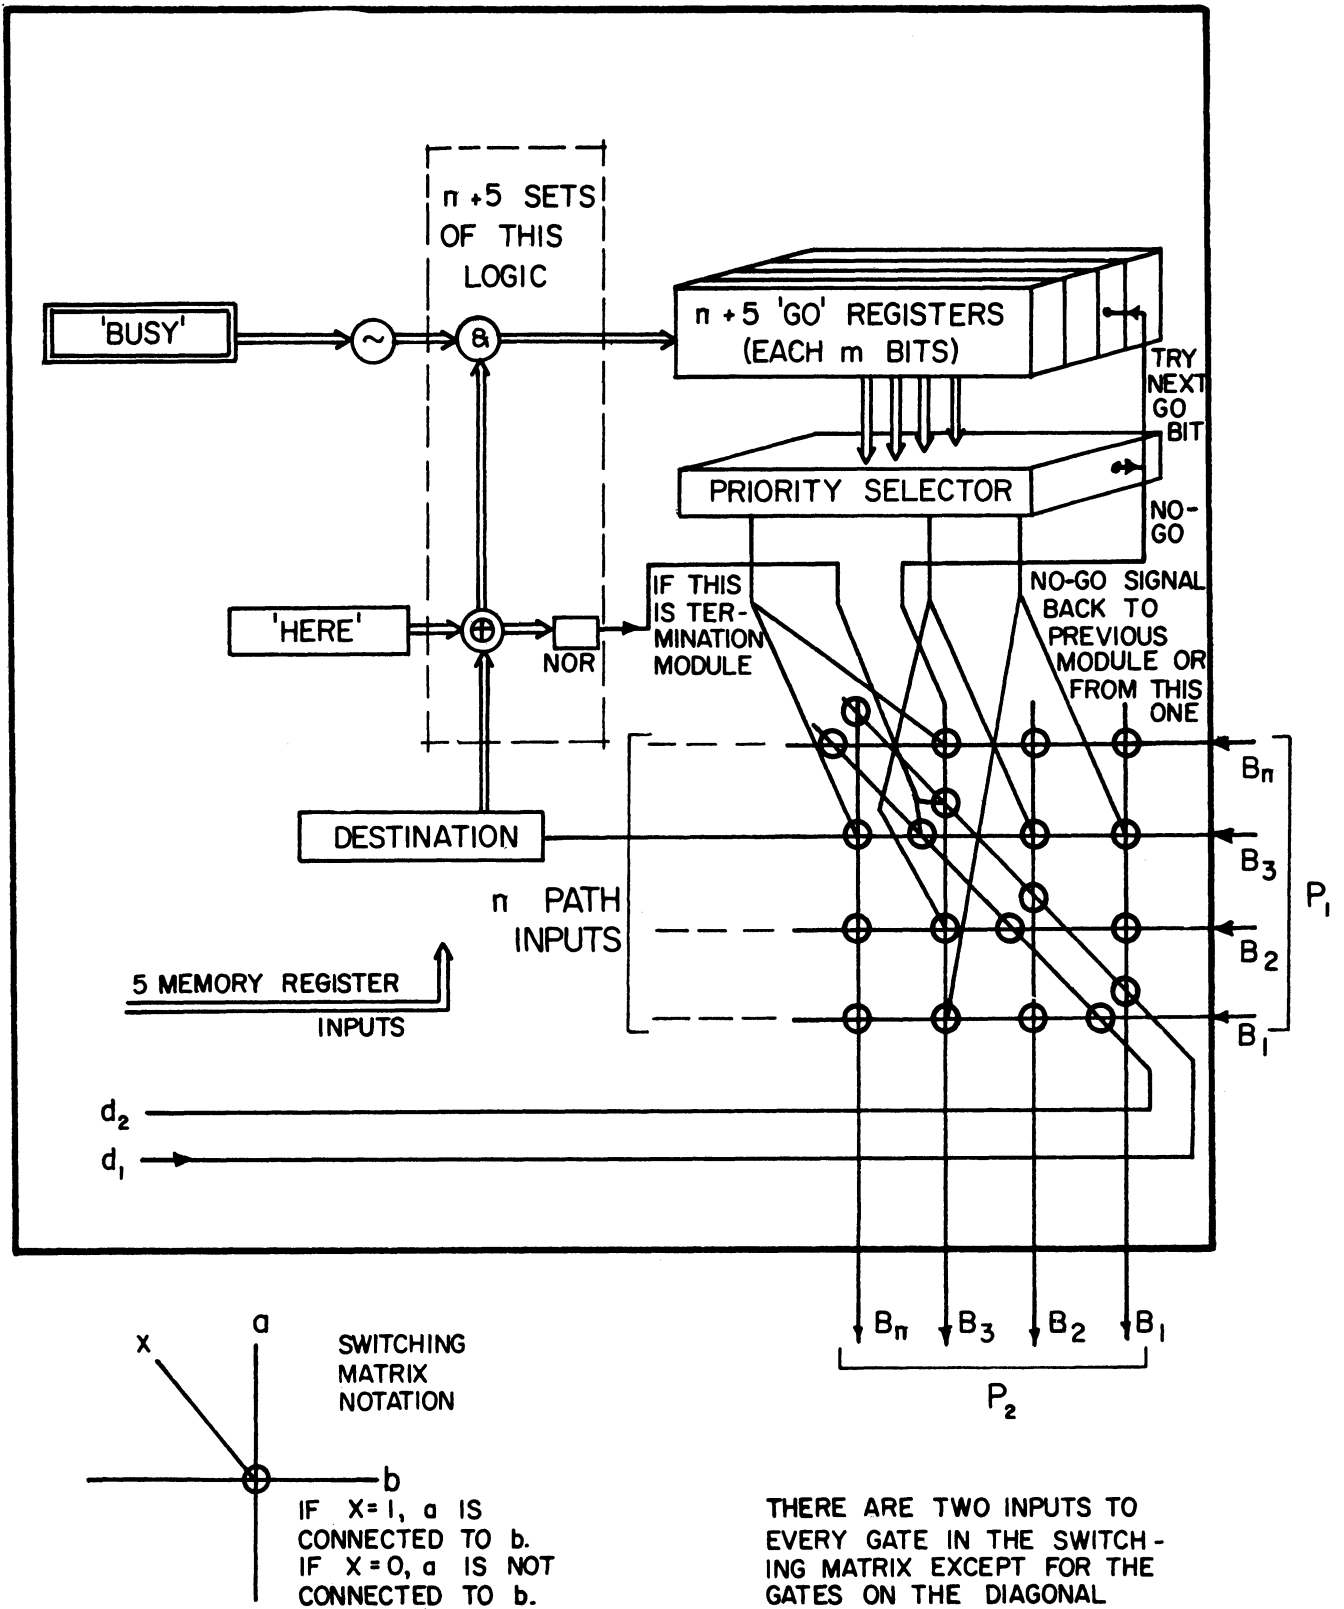 n +5 SETS
OF THIS
LOGIC
'BUSY'
~
&
n + 5 'GO' REGISTERS
(EACH m BITS)
TRY
NEXT
GO
BIT
PRIORITY SELECTOR
NO-
GO
'HERE'
⊕
NOR
IF THIS
IS TER-
MINATION
MODULE
NO-GO SIGNAL
BACK TO
PREVIOUS
MODULE OR
FROM THIS
ONE
DESTINATION
n PATH
INPUTS
Bn
B3
B2
B1
P1
5 MEMORY REGISTER
INPUTS
d2
d1
Bn
B3
B2
B1
P2
X
a
b
SWITCHING
MATRIX
NOTATION
IF X=1, a IS
CONNECTED TO b.
IF X=0, a IS NOT
CONNECTED TO b.
THERE ARE TWO INPUTS TO
EVERY GATE IN THE SWITCH-
ING MATRIX EXCEPT FOR THE
GATES ON THE DIAGONAL